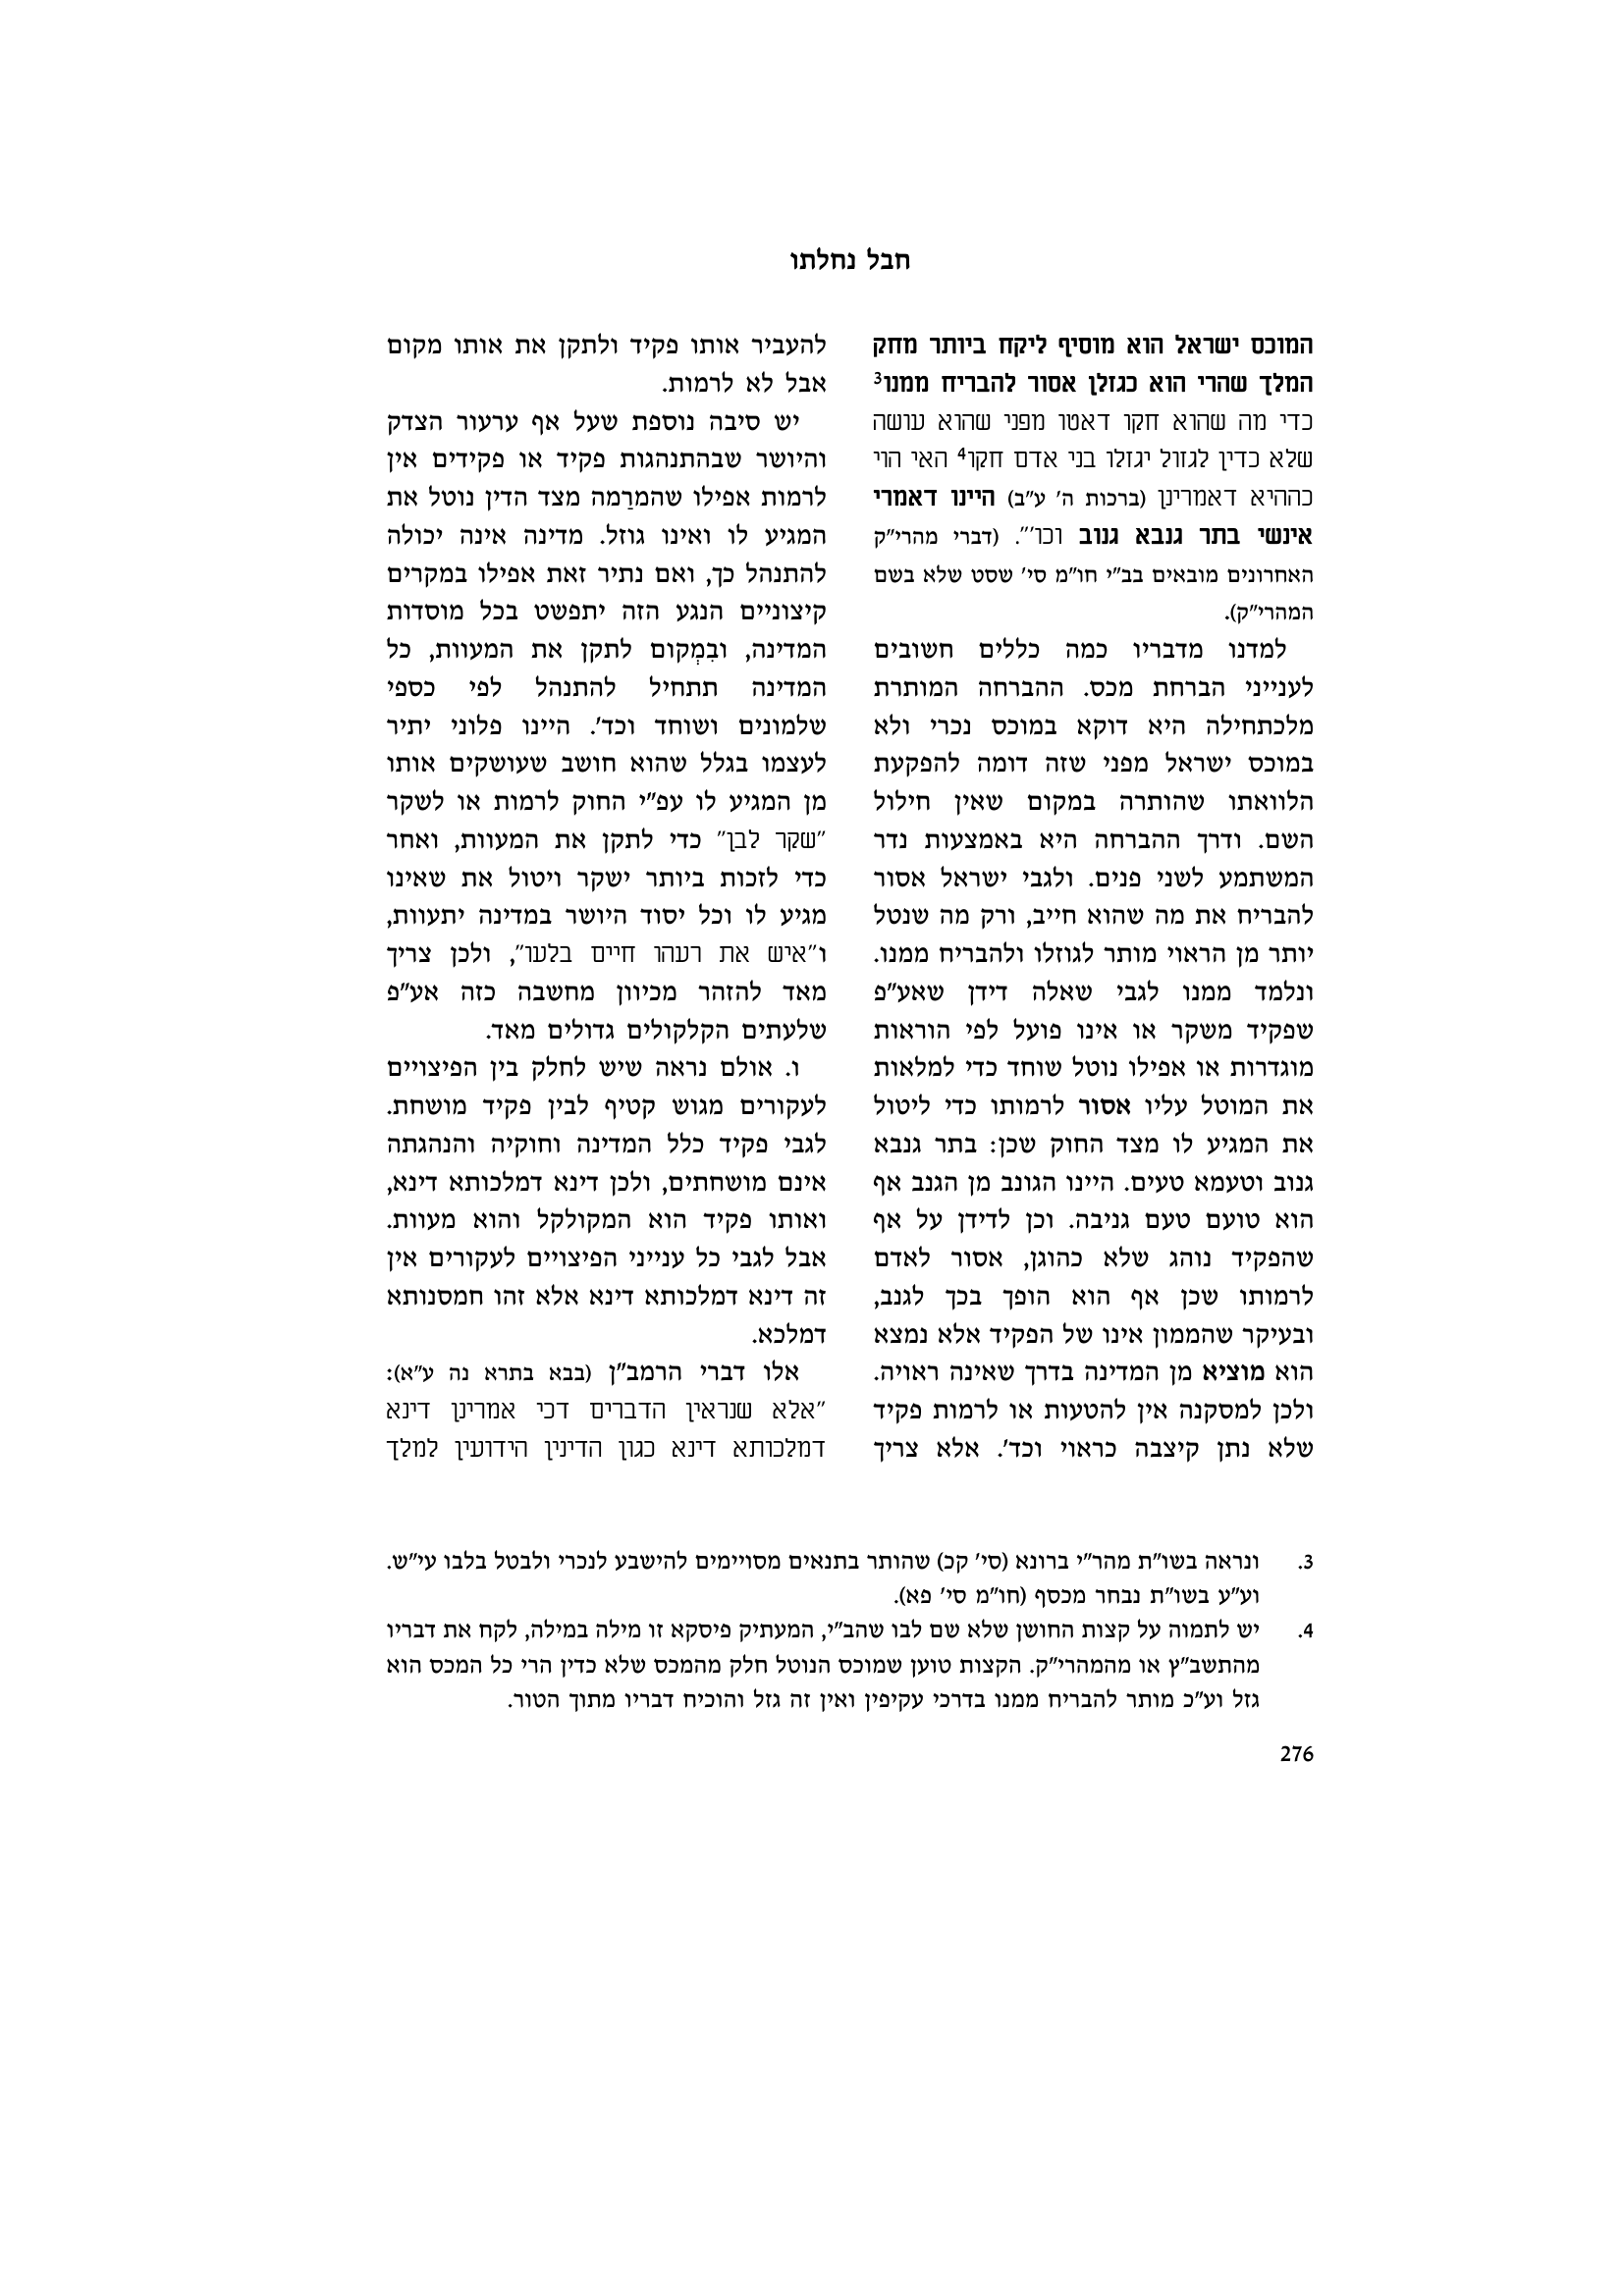 חבל נחלתו
המוכס ישראל הוא מוסיף ליקח ביותר מחק
המלך שהרי הוא כגזלן אסור להבריח ממנו3
כדי מה שהוא חקו דאטו מפני שהוא עושה
שלא כדין לגזול יגזלו בני אדם חקו4 האי הוי
כההיא דאמרינן (ברכות ה' ע"ב) היינו דאמרי
אינשי בתר גנבא גנוב וכו'". (דברי מהרי"ק
האחרונים מובאים בב"י חו"מ סי' שסט שלא בשם
המהרי"ק).
למדנו מדבריו כמה כללים חשובים
לענייני הברחת מכס. ההברחה המותרת
מלכתחילה היא דוקא במוכס נכרי ולא
במוכס ישראל מפני שזה דומה להפקעת
הלוואתו שהותרה במקום שאין חילול
השם. ודרך ההברחה היא באמצעות נדר
המשתמע לשני פנים. ולגבי ישראל אסור
להבריח את מה שהוא חייב, ורק מה שנטל
יותר מן הראוי מותר לגוזלו ולהבריח ממנו.
ונלמד ממנו לגבי שאלה דידן שאע"פ
שפקיד משקר או אינו פועל לפי הוראות
מוגדרות או אפילו נוטל שוחד כדי למלאות
את המוטל עליו אסור לרמותו כדי ליטול
את המגיע לו מצד החוק שכן: בתר גנבא
גנוב וטעמא טעים. היינו הגונב מן הגנב אף
הוא טועם טעם גניבה. וכן לדידן על אף
שהפקיד נוהג שלא כהוגן, אסור לאדם
לרמותו שכן אף הוא הופך בכך לגנב,
ובעיקר שהממון אינו של הפקיד אלא נמצא
הוא מוציא מן המדינה בדרך שאינה ראויה.
ולכן למסקנה אין להטעות או לרמות פקיד
שלא נתן קיצבה כראוי וכד'. אלא צריך
להעביר אותו פקיד ולתקן את אותו מקום
אבל לא לרמות.
יש סיבה נוספת שעל אף ערעור הצדק
והיושר שבהתנהגות פקיד או פקידים אין
לרמות אפילו שהמרַמה מצד הדין נוטל את
המגיע לו ואינו גוזל. מדינה אינה יכולה
להתנהל כך, ואם נתיר זאת אפילו במקרים
קיצוניים הנגע הזה יתפשט בכל מוסדות
המדינה, ובִמְקום לתקן את המעוות, כל
המדינה תתחיל להתנהל לפי כספי
שלמונים ושוחד וכד'. היינו פלוני יתיר
לעצמו בגלל שהוא חושב שעושקים אותו
מן המגיע לו עפ"י החוק לרמות או לשקר
"שקר לבן" כדי לתקן את המעוות, ואחר
כדי לזכות ביותר ישקר ויטול את שאינו
מגיע לו וכל יסוד היושר במדינה יתעוות,
ו"איש את רעהו חיים בלעו", ולכן צריך
מאד להזהר מכיוון מחשבה כזה אע"פ
שלעתים הקלקולים גדולים מאד.
ו. אולם נראה שיש לחלק בין הפיצויים
לעקורים מגוש קטיף לבין פקיד מושחת.
לגבי פקיד כלל המדינה וחוקיה והנהגתה
אינם מושחתים, ולכן דינא דמלכותא דינא,
ואותו פקיד הוא המקולקל והוא מעוות.
אבל לגבי כל ענייני הפיצויים לעקורים אין
זה דינא דמלכותא דינא אלא זהו חמסנותא
דמלכא.
אלו דברי הרמב"ן (בבא בתרא נה ע"א):
"אלא שנראין הדברים דכי אמרינן דינא
דמלכותא דינא כגון הדינין הידועין למלך
3. ונראה בשו"ת מהר"י ברונא (סי' קכ) שהותר בתנאים מסויימים להישבע לנכרי ולבטל בלבו עי"ש.
וע"ע בשו"ת נבחר מכסף (חו"מ סי' פא).
4. יש לתמוה על קצות החושן שלא שם לבו שהב"י, המעתיק פיסקא זו מילה במילה, לקח את דבריו
מהתשב"ץ או מהמהרי"ק. הקצות טוען שמוכס הנוטל חלק מהמכס שלא כדין הרי כל המכס הוא
גזל וע"כ מותר להבריח ממנו בדרכי עקיפין ואין זה גזל והוכיח דבריו מתוך הטור.
276